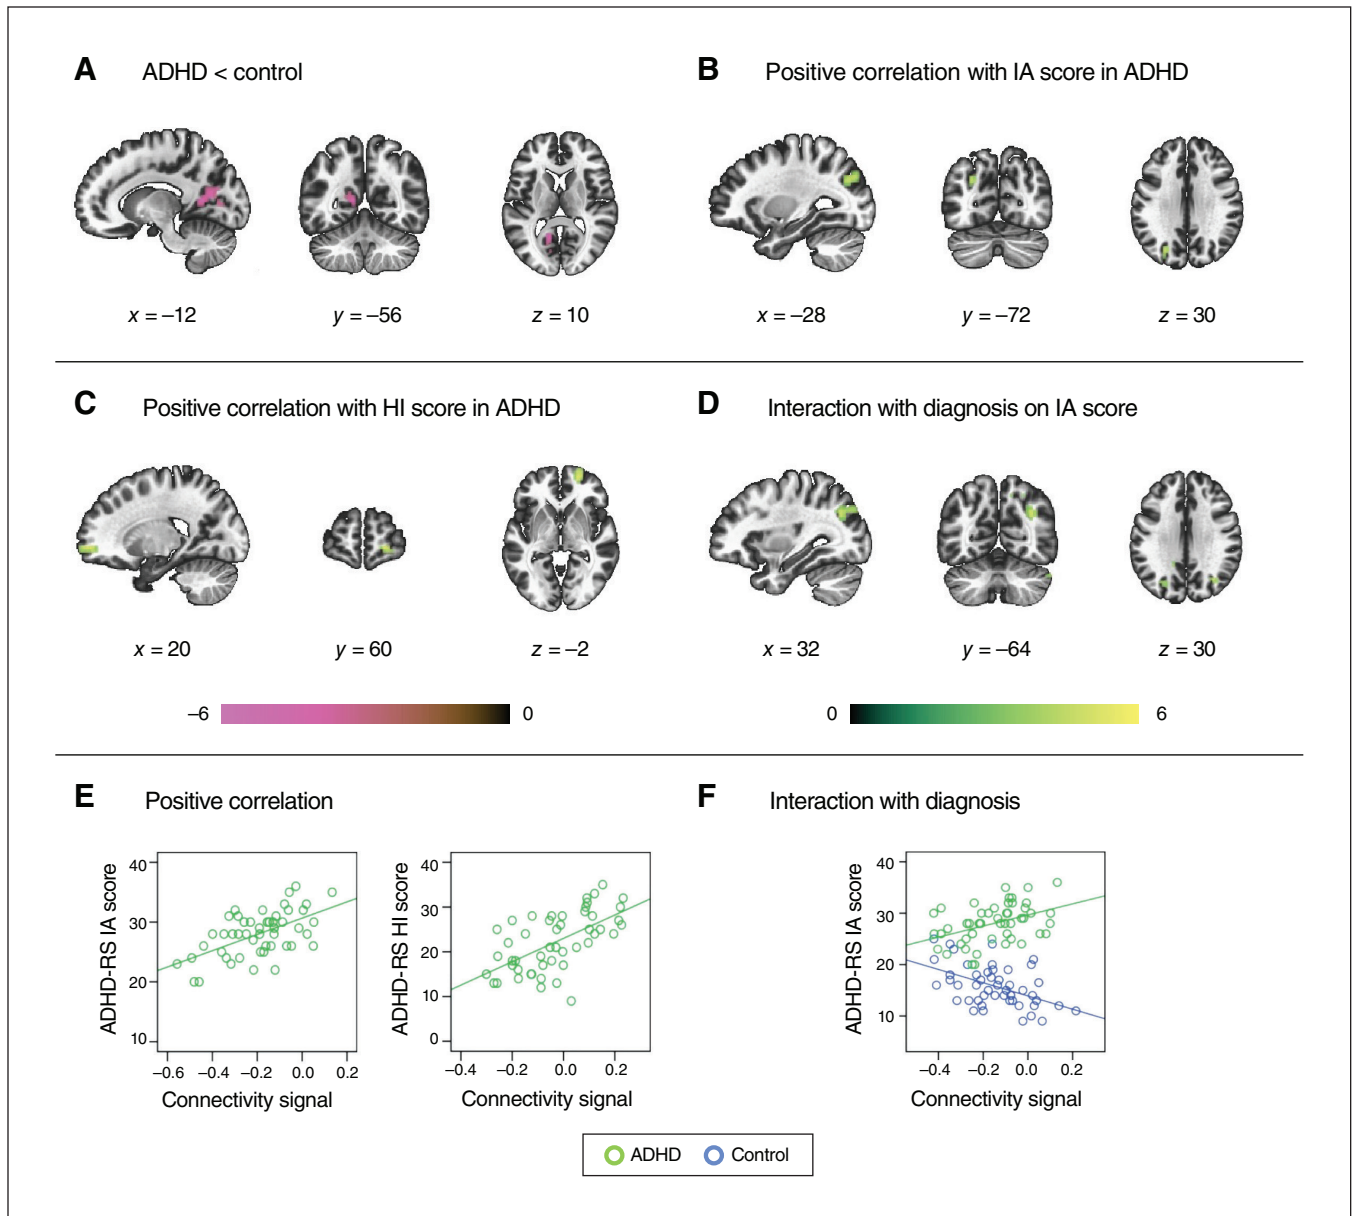 A ADHD < control
B Positive correlation with IA score in ADHD
x = –12
y = –56
z = 10
x = –28
y = –72
z = 30
C Positive correlation with HI score in ADHD
D Interaction with diagnosis on IA score
x = 20
y = 60
z = –2
x = 32
y = –64
z = 30
–6 0
0 6
E Positive correlation
F Interaction with diagnosis
ADHD-RS IA score
40
30
20
10
–0.6 –0.4 –0.2 0.0 0.2
Connectivity signal
ADHD-RS HI score
40
30
20
10
0
–0.4 –0.2 0.0 0.2
Connectivity signal
ADHD-RS IA score
40
30
20
10
–0.4 –0.2 0.0 0.2
Connectivity signal
ADHD Control